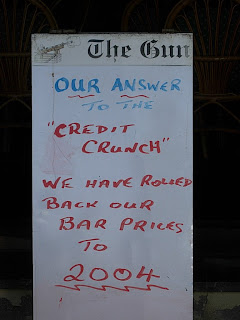 The Gun
OUR ANSWER
TO THE
"CREDIT
CRUNCH"
WE HAVE ROLLED
BACK OUR
BAR PRICES
TO
2004